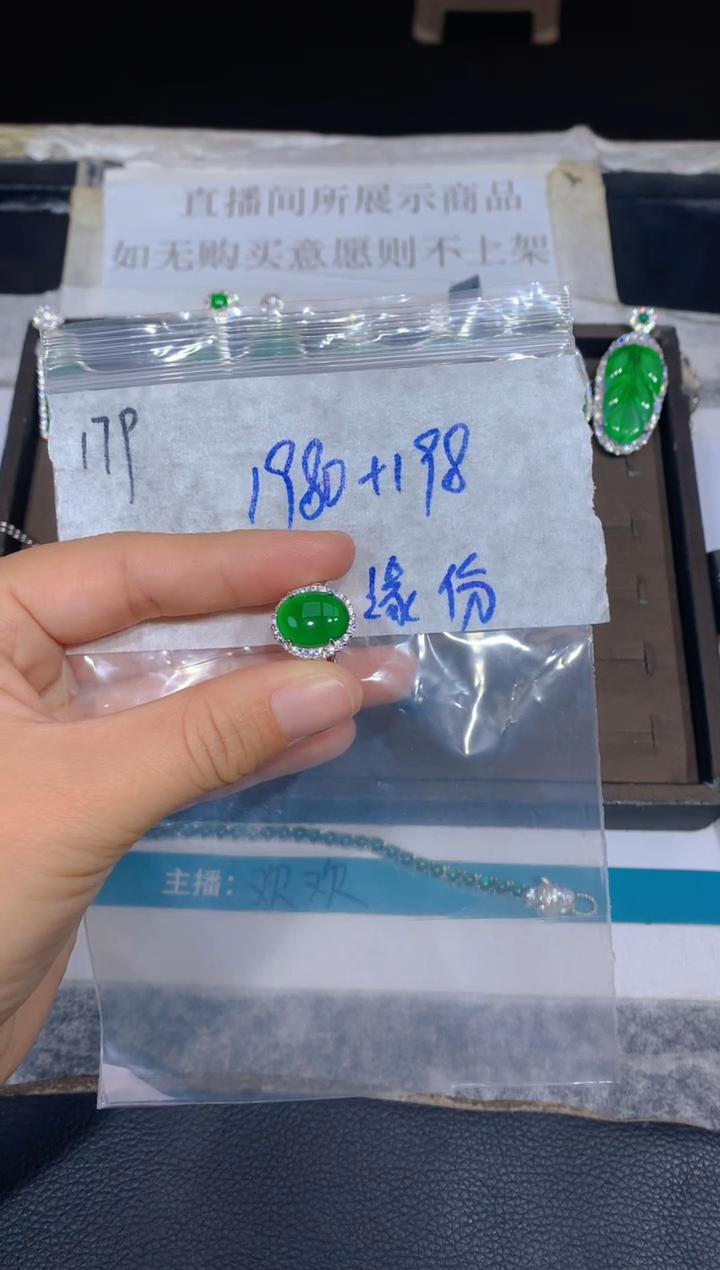 直播间所展示商品
如无购买意愿则不上架
17P
1980+198
缘份
主播：欢欢